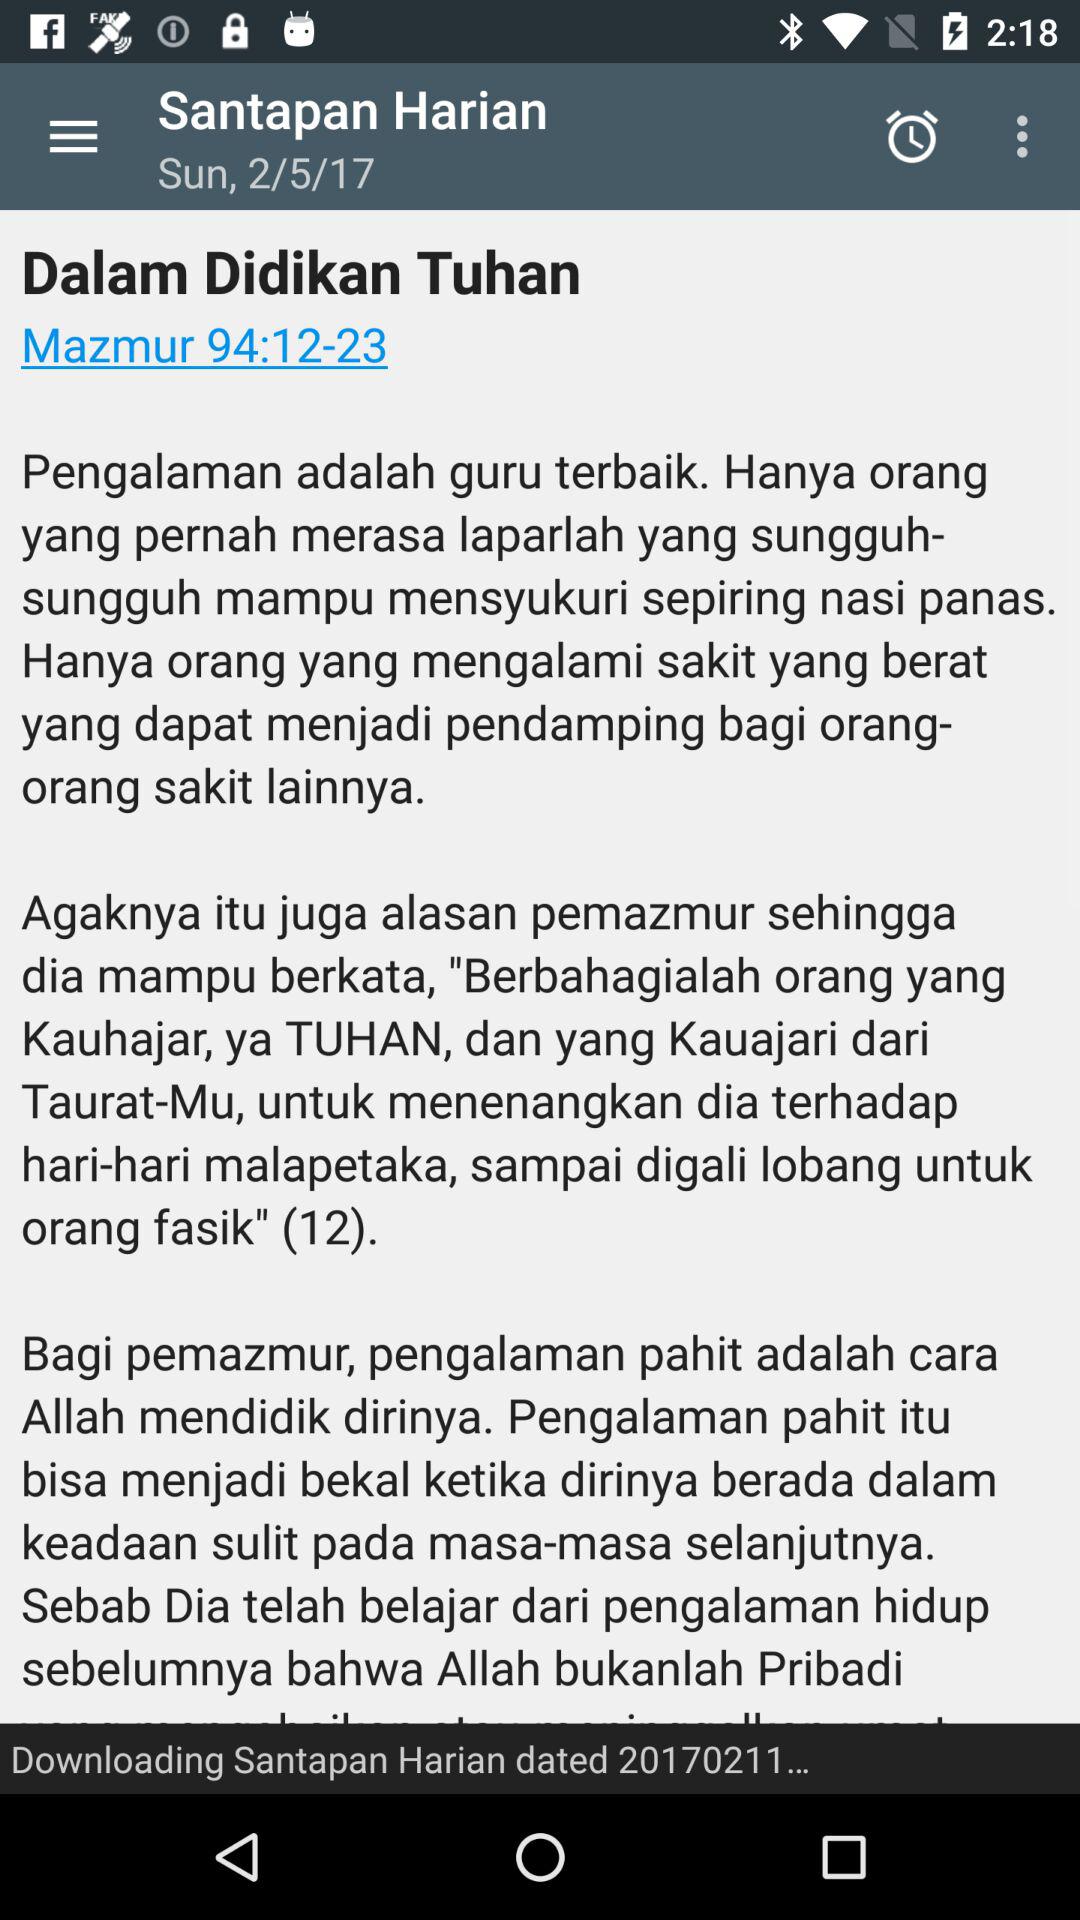 FAK
2:18
Santapan Harian
Sun, 2/5/17
Dalam Didikan Tuhan
Mazmur 94:12-23
Pengalaman adalah guru terbaik. Hanya orang
yang pernah merasa laparlah yang sungguh-
sungguh mampu mensyukuri sepiring nasi panas.
Hanya orang yang mengalami sakit yang berat
yang dapat menjadi pendamping bagi orang-
orang sakit lainnya.
Agaknya itu juga alasan pemazmur sehingga
dia mampu berkata, "Berbahagialah orang yang
Kauhajar, ya TUHAN, dan yang Kauajari dari
Taurat-Mu, untuk menenangkan dia terhadap
hari-hari malapetaka, sampai digali lobang untuk
orang fasik" (12).
Bagi pemazmur, pengalaman pahit adalah cara
Allah mendidik dirinya. Pengalaman pahit itu
bisa menjadi bekal ketika dirinya berada dalam
keadaan sulit pada masa-masa selanjutnya.
Sebab Dia telah belajar dari pengalaman hidup
sebelumnya bahwa Allah bukanlah Pribadi
Downloading Santapan Harian dated 20170211...